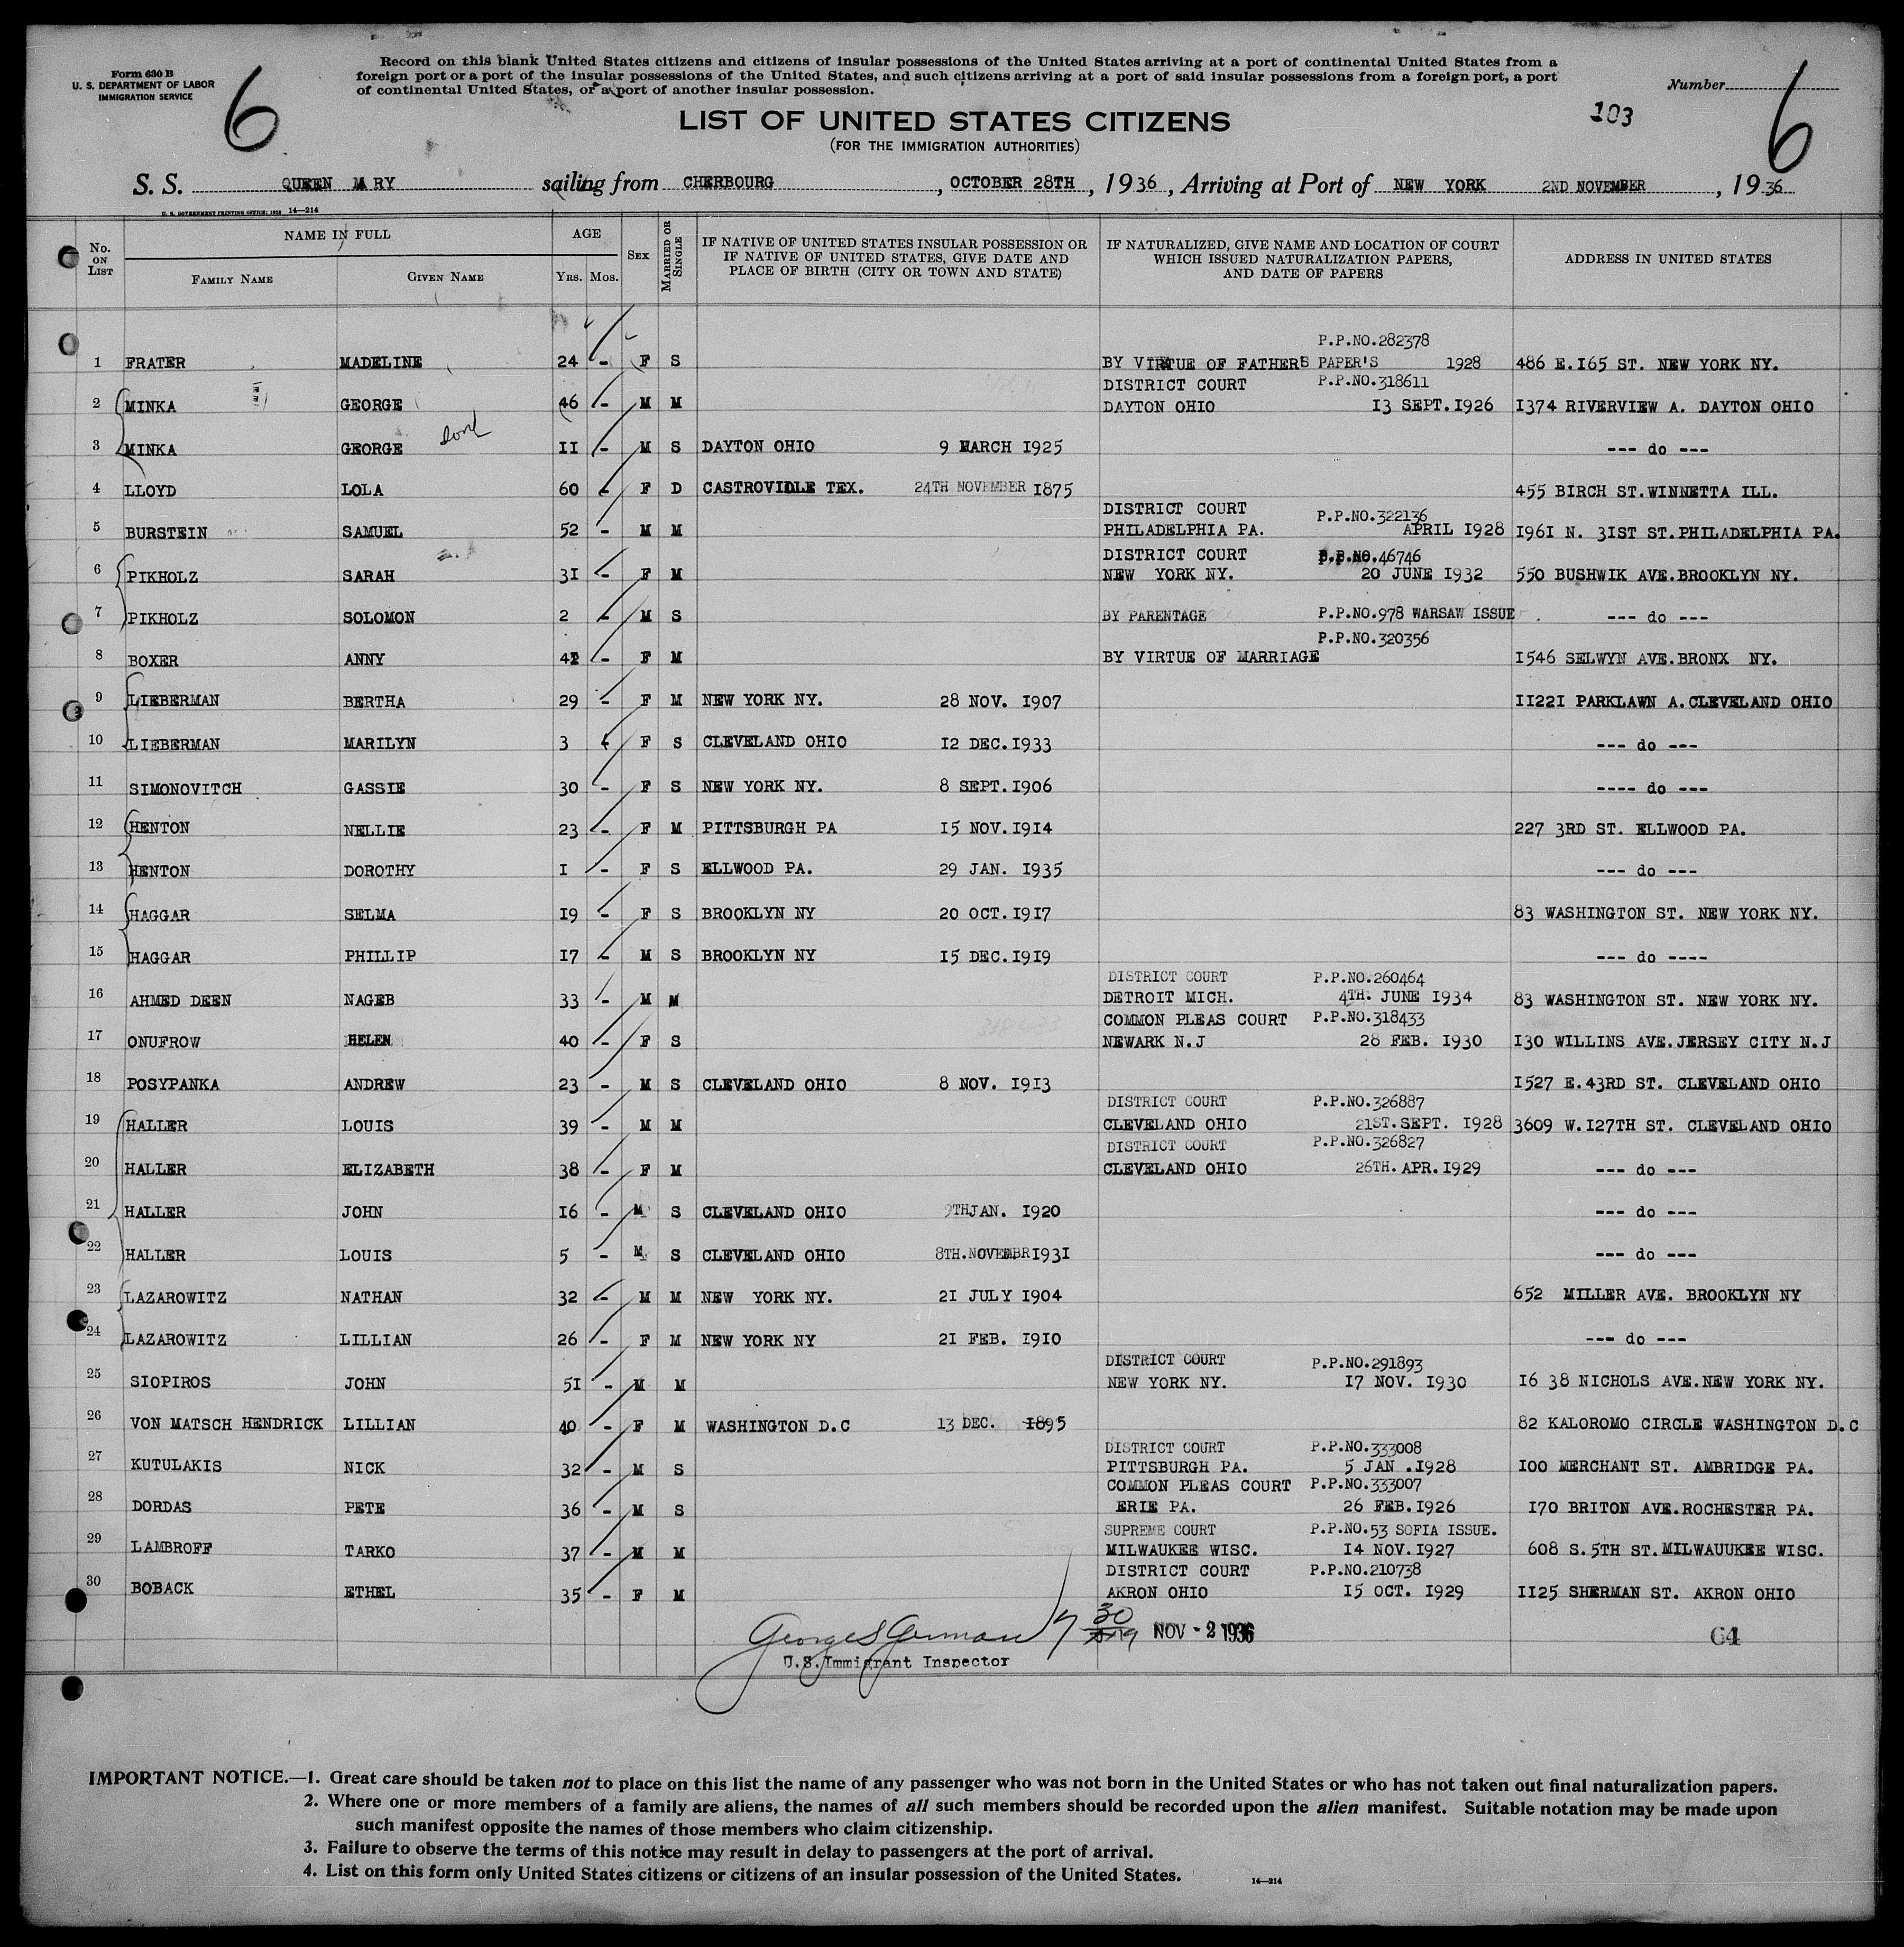 Form 630 B
U. S. DEPARTMENT OF LABOR
IMMIGRATION SERVICE
6
Record on this blank United States citizens and citizens of insular possessions of the United States arriving at a port of continental United States from a
foreign port or a port of the insular possessions of the United States, and such citizens arriving at a port of said insular possessions from a foreign port, a port
of continental United States, or a port of another insular possession.
Number
6
103
LIST OF UNITED STATES CITIZENS
(FOR THE IMMIGRATION AUTHORITIES)
S. S. QUEEN MARY sailing from CHERBOURG, OCTOBER 28TH, 1936, Arriving at Port of NEW YORK 2ND NOVEMBER, 1936
U. S. GOVERNMENT PRINTING OFFICE: 14—214
No. ON LIST NAME IN FULL FAMILY NAME GIVEN NAME AGE YRS. MOS. SEX MARRIED OR SINGLE IF NATIVE OF UNITED STATES INSULAR POSSESSION OR IF NATIVE OF UNITED STATES, GIVE DATE AND PLACE OF BIRTH (CITY OR TOWN AND STATE) IF NATURALIZED, GIVE NAME AND LOCATION OF COURT WHICH ISSUED NATURALIZATION PAPERS, AND DATE OF PAPERS ADDRESS IN UNITED STATES
P.P.NO.282378
1 FRATER MADELINE 24 - F S BY VIRTUE OF FATHERS PAPER'S 1928 486 E.165 ST. NEW YORK NY.
DISTRICT COURT P.P.NO.318611
2 MINKA GEORGE 46 - M M DAYTON OHIO 13 SEPT.1926 1374 RIVERVIEW A. DAYTON OHIO
3 MINKA GEORGE son 11 - M S DAYTON OHIO 9 MARCH 1925 --- do ---
4 LLOYD LOLA 60 - F D CASTROVILLE TEX. 24TH NOVEMBER 1875 455 BIRCH ST.WINNETTA ILL.
DISTRICT COURT P.P.NO.322136
5 BURSTEIN SAMUEL 52 - M M PHILADELPHIA PA. APRIL 1928 1961 N. 31ST ST.PHILADELPHIA PA.
DISTRICT COURT P.P.NO.46746
6 PIKHOLZ SARAH 31 - F M NEW YORK NY. 20 JUNE 1932 550 BUSHWIK AVE.BROOKLYN NY.
7 PIKHOLZ SOLOMON 2 - M S BY PARENTAGE P.P.NO.978 WARSAW ISSUE --- do ---
P.P.NO.320356
8 BOXER ANNY 42 - F M BY VIRTUE OF MARRIAGE 1546 SELWYN AVE.BRONX NY.
9 LIEBERMAN BERTHA 29 - F M NEW YORK NY. 28 NOV. 1907 11221 PARKLAWN A.CLEVELAND OHIO
10 LIEBERMAN MARILYN 3 - F S CLEVELAND OHIO 12 DEC.1933 --- do ---
11 SIMONOVITCH GASSIE 30 - F S NEW YORK NY. 8 SEPT.1906 ---- do ---
12 HENTON NELLIE 23 - F M PITTSBURGH PA 15 NOV.1914 227 3RD ST. ELLWOOD PA.
13 HENTON DOROTHY 1 - F S ELLWOOD PA. 29 JAN. 1935 --- do ---
14 HAGGAR SELMA 19 - F S BROOKLYN NY 20 OCT.1917 83 WASHINGTON ST. NEW YORK NY.
15 HAGGAR PHILLIP 17 - M S BROOKLYN NY 15 DEC.1919 --- do ----
DISTRICT COURT P.P.NO.260464
16 AHMED DEEN NAGEB 33 - M M DETROIT MICH. 4TH. JUNE 1934 83 WASHINGTON ST. NEW YORK NY.
COMMON PLEAS COURT P.P.NO.318433
17 ONUFROW HELEN 40 - F S NEWARK N.J 28 FEB. 1930 130 WILLINS AVE.JERSEY CITY N.J
18 POSYPANKA ANDREW 23 - M S CLEVELAND OHIO 8 NOV. 1913 1527 E.43RD ST. CLEVELAND OHIO
DISTRICT COURT P.P.NO.326887
19 HALLER LOUIS 39 - M M CLEVELAND OHIO 21ST.SEPT. 1928 3609 W.127TH ST. CLEVELAND OHIO
DISTRICT COURT P.P.NO.326827
20 HALLER ELIZABETH 38 - F M CLEVELAND OHIO 26TH. APR.1929 --- do ---
21 HALLER JOHN 16 - M S CLEVELAND OHIO 9THJAN. 1920 --- do ---
22 HALLER LOUIS 5 - M S CLEVELAND OHIO 8TH.NOVEMBR1931 --- do ---
23 LAZAROWITZ NATHAN 32 - M M NEW YORK NY. 21 JULY 1904 652 MILLER AVE. BROOKLYN NY
24 LAZAROWITZ LILLIAN 26 - F M NEW YORK NY 21 FEB. 1910 --- do ---
DISTRICT COURT P.P.NO.291893
25 SIOPIROS JOHN 51 - M M NEW YORK NY. 17 NOV. 1930 16 38 NICHOLS AVE.NEW YORK NY.
26 VON MATSCH HENDRICK LILLIAN 40 - F M WASHINGTON D.C 13 DEC. 1895 82 KALOROMO CIRCLE WASHINGTON D.C
DISTRICT COURT P.P.NO.333008
27 KUTULAKIS NICK 32 - M S PITTSBURGH PA. 5 JAN .1928 100 MERCHANT ST. AMBRIDGE PA.
COMMON PLEAS COURT P.P.NO.333007
28 DORDAS PETE 36 - M S ERIE PA. 26 FEB.1926 170 BRITON AVE.ROCHESTER PA.
SUPREME COURT P.P.NO.53 SOFIA ISSUE.
29 LAMBROFF TARKO 37 - M M MILWAUKEE WISC. 14 NOV.1927 608 S.5TH ST.MILWAUUKEE WISC.
DISTRICT COURT P.P.NO.210738
30 BOBACK ETHEL 35 - F M AKRON OHIO 15 OCT. 1929 1125 SHERMAN ST. AKRON OHIO
George S German 30 NOV - 2 1936 64
U.S.Immigrant Inspector
IMPORTANT NOTICE.—1. Great care should be taken not to place on this list the name of any passenger who was not born in the United States or who has not taken out final naturalization papers.
2. Where one or more members of a family are aliens, the names of all such members should be recorded upon the alien manifest. Suitable notation may be made upon
such manifest opposite the names of those members who claim citizenship.
3. Failure to observe the terms of this notice may result in delay to passengers at the port of arrival.
4. List on this form only United States citizens or citizens of an insular possession of the United States.
14—214